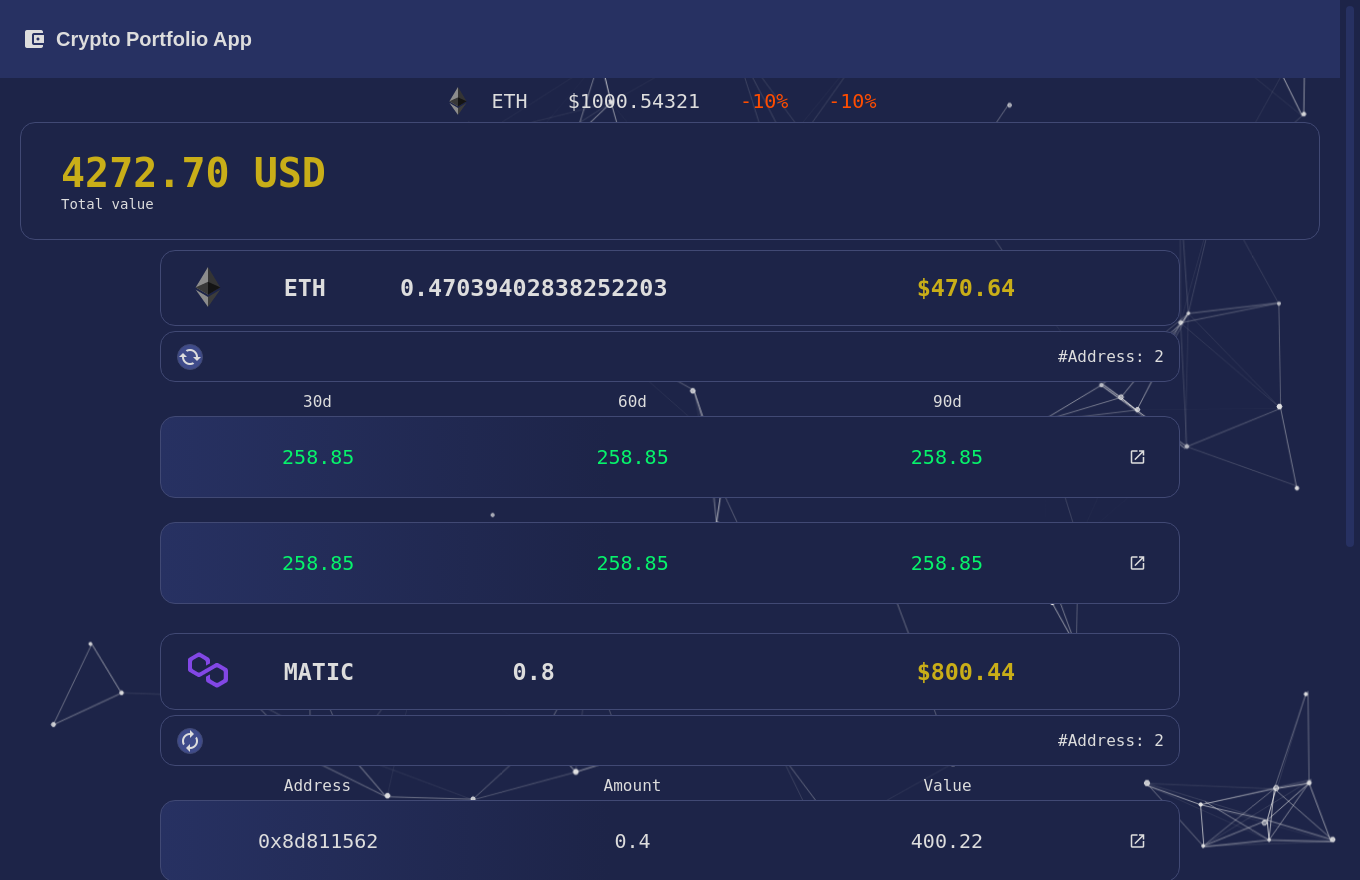 Crypto Portfolio App
ETH $1000.54321 -10% -10%
4272.70 USD
Total value
ETH 0.47039402838252203 $470.64
#Address: 2
30d 60d 90d
258.85 258.85 258.85
258.85 258.85 258.85
MATIC 0.8 $800.44
#Address: 2
Address Amount Value
0x8d811562 0.4 400.22